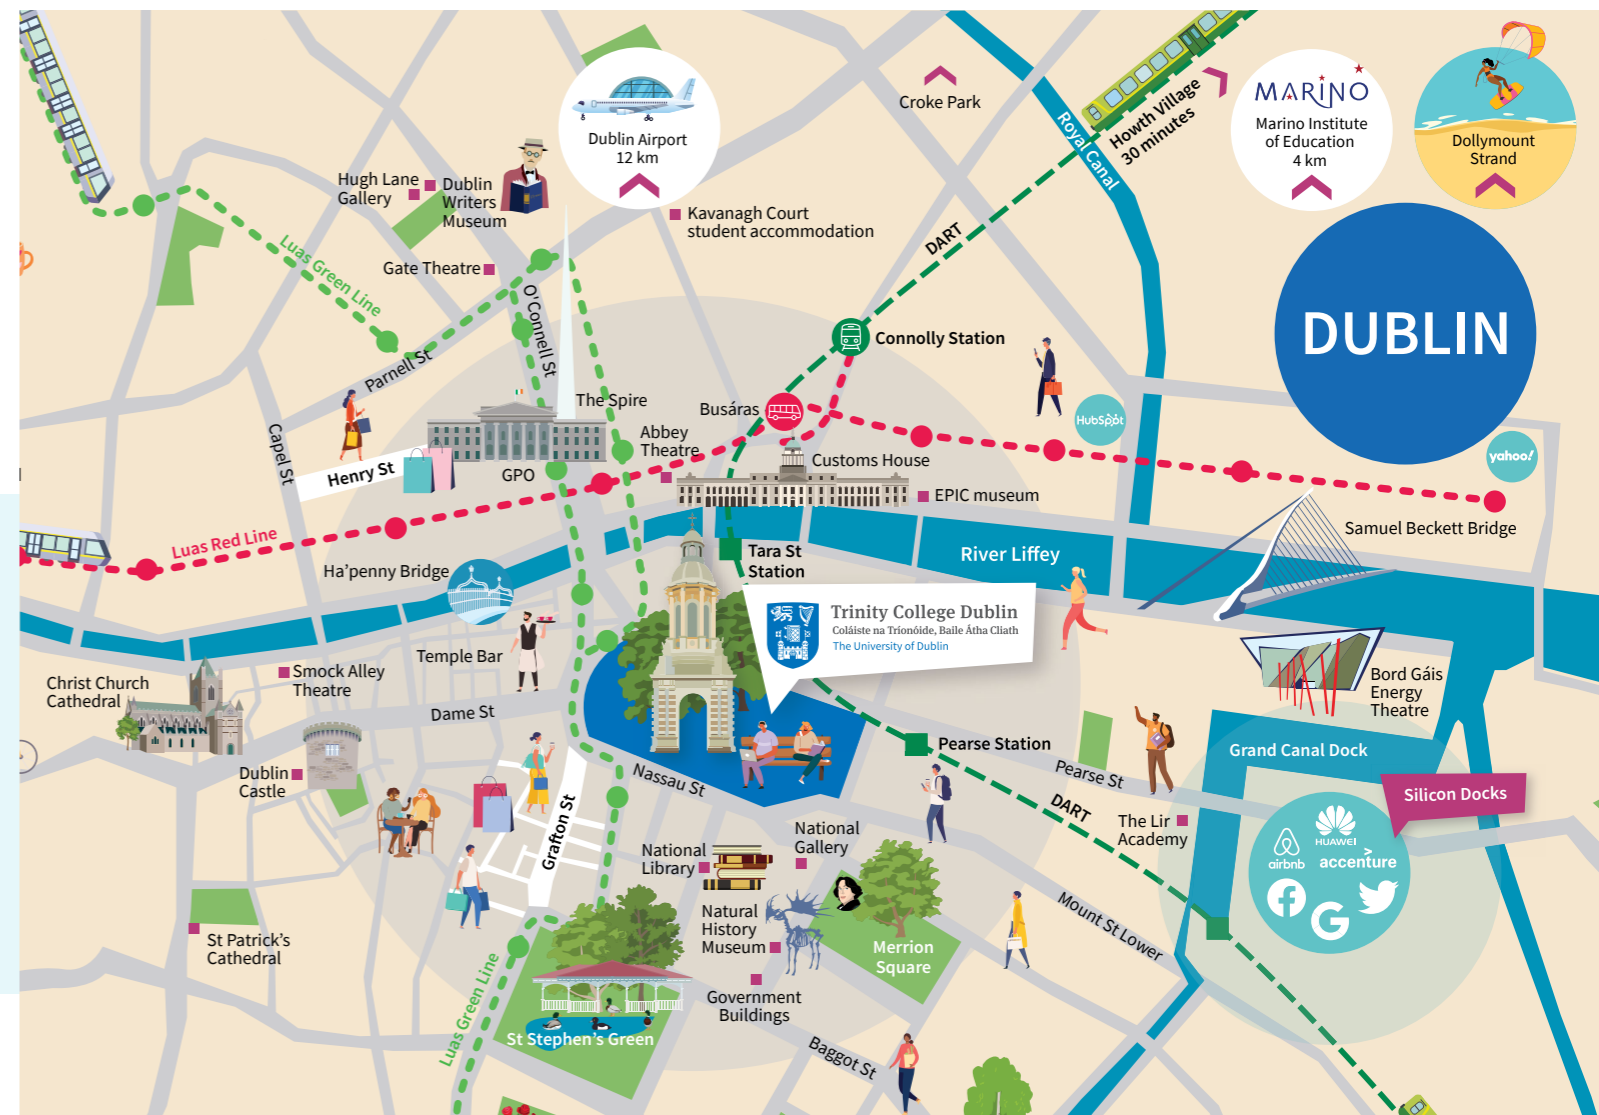 Croke Park
Howth Village
30 minutes
Royal Canal
MARINO
Marino Institute
of Education
4 km
Dollymount
Strand
Dublin Airport
12 km
Hugh Lane
Gallery
Dublin
Writers
Museum
Kavanagh Court
student accommodation
DART
Gate Theatre
Luas Green Line
O'Connell St
Parnell St
DUBLIN
Connolly Station
The Spire
Busáras
HubSpot
Abbey
Theatre
Capel St
Henry St
GPO
Customs House
yahoo!
EPIC museum
Samuel Beckett Bridge
Luas Red Line
Tara St
Station
River Liffey
Ha'penny Bridge
Trinity College Dublin
Coláiste na Tríonóide, Baile Átha Cliath
The University of Dublin
Temple Bar
Smock Alley
Theatre
Christ Church
Cathedral
Bord Gáis
Energy
Theatre
Dame St
Pearse Station
Grand Canal Dock
Dublin
Castle
Nassau St
Pearse St
Silicon Docks
DART
Grafton St
The Lir
Academy
HUAWEI
airbnb
accenture
National
Library
National
Gallery
Natural
History
Museum
Merrion
Square
Mount St Lower
St Patrick's
Cathedral
Luas Green Line
Government
Buildings
St Stephen's Green
Baggot St